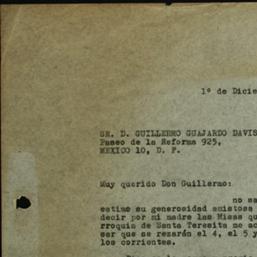 1º de Dicie
SR. D. GUILLERMO GUAJARDO DAVIS
Paseo de la Reforma 925,
MEXICO 10, D. F.
Muy querido Don Guillermo:
no sa
estime su generosidad amistosa
decir por mi madre las Misas qu
rroquia de Santa Teresita me ac
ser que se rezarán el 4, el 5 y
los corrientes.